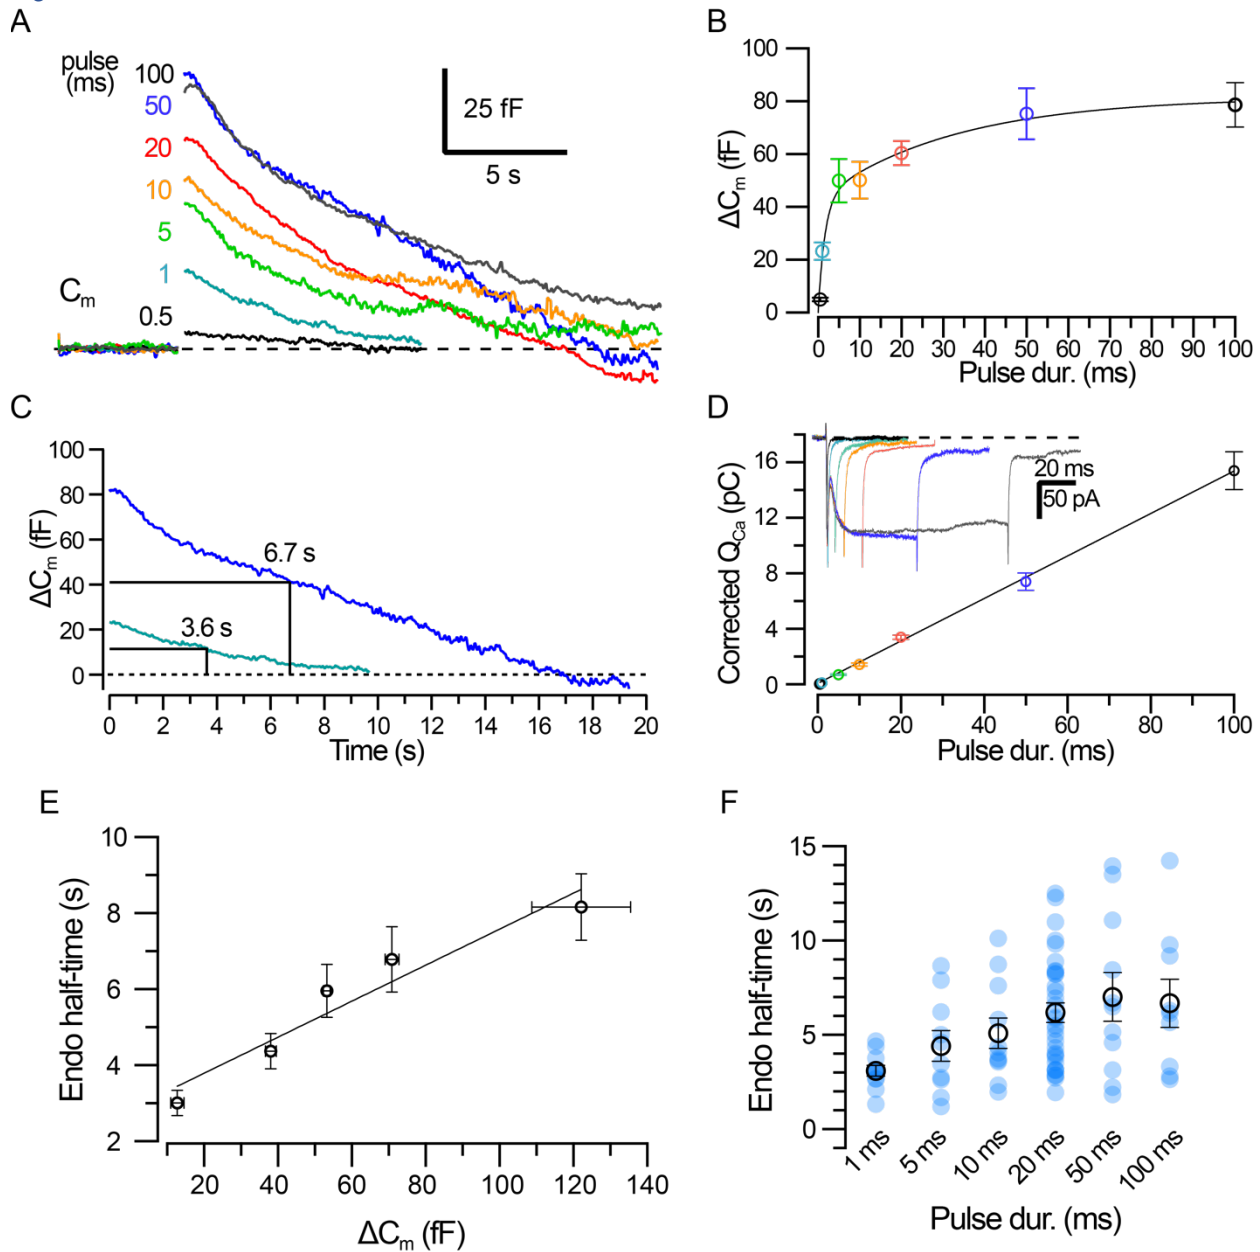 A
pulse
(ms)
100
50
20
10
5
1
0.5
Cm
25 fF
5 s
B
100
80
60
40
20
0
ΔCm (fF)
0 10 20 30 40 50 60 70 80 90 100
Pulse dur. (ms)
C
100
80
60
40
20
0
ΔCm (fF)
6.7 s
3.6 s
0 2 4 6 8 10 12 14 16 18 20
Time (s)
D
16
12
8
4
0
Corrected QCa (pC)
20 ms
50 pA
0 20 40 60 80 100
Pulse dur. (ms)
E
10
8
6
4
2
Endo half-time (s)
20 40 60 80 100 120 140
ΔCm (fF)
F
15
10
5
0
Endo half-time (s)
1 ms 5 ms 10 ms 20 ms 50 ms 100 ms
Pulse dur. (ms)